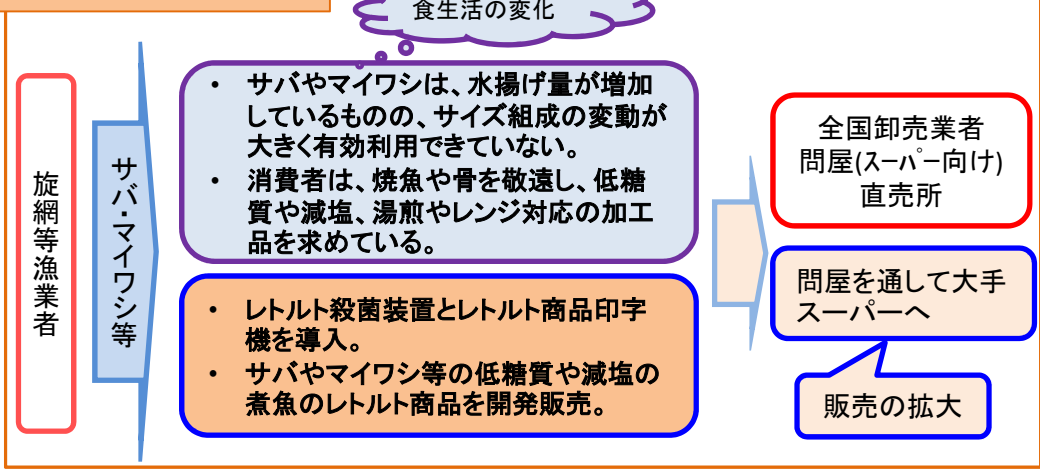 食生活の変化
旋網等漁業者
サバ・マイワシ等
・ サバやマイワシは、水揚げ量が増加
しているものの、サイズ組成の変動が
大きく有効利用できていない。
・ 消費者は、焼魚や骨を敬遠し、低糖
質や減塩、湯煎やレンジ対応の加工
品を求めている。
・ レトルト殺菌装置とレトルト商品印字
機を導入。
・ サバやマイワシ等の低糖質や減塩の
煮魚のレトルト商品を開発販売。
全国卸売業者
問屋(スーパー向け)
直売所
問屋を通して大手
スーパーへ
販売の拡大